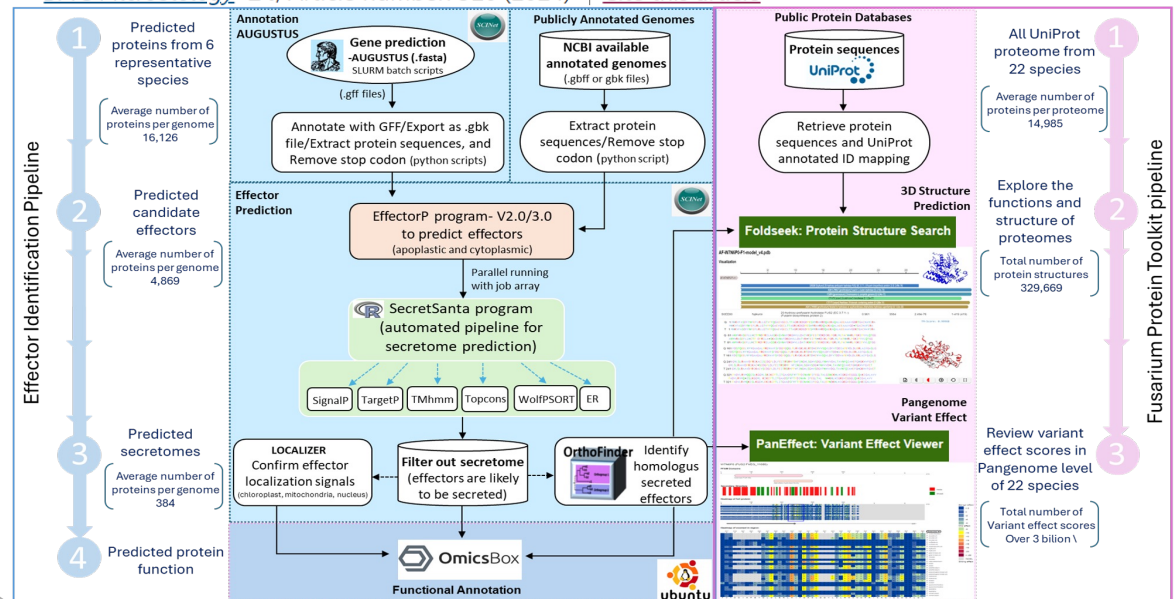 1
Predicted
proteins from 6
representative
species
Average number of
proteins per genome
16,126
Effector Identification Pipeline
2
Predicted
candidate
effectors
Average number of
proteins per genome
4,869
3
Predicted
secretomes
Average number of
proteins per genome
384
4
Predicted protein
function
Annotation
AUGUSTUS
SCINet
Gene prediction
-AUGUSTUS (.fasta)
SLURM batch scripts
(.gff files)
Annotate with GFF/Export as .gbk
file/Extract protein sequences, and
Remove stop codon (python scripts)
Publicly Annotated Genomes
NCBI available
annotated genomes
(.gbff or gbk files)
Extract protein
sequences/Remove stop
codon (python script)
Effector
Prediction
SCINet
EffectorP program- V2.0/3.0
to predict effectors
(apoplastic and cytoplasmic)
Parallel running
with job array
R
SecretSanta program
(automated pipeline for
secretome prediction)
SignalP
TargetP
TMhmm
Topcons
WolfPSORT
ER
LOCALIZER
Confirm effector
localization signals
(chloroplast, mitochondria, nucleus)
Filter out secretome
(effectors are likely
to be secreted)
OrthoFinder
Identify
homologus
secreted
effectors
OmicsBox
Functional Annotation
ubuntu
Public Protein Databases
Protein sequences
UniProt
Retrieve protein
sequences and UniProt
annotated ID mapping
3D Structure
Prediction
Foldseek: Protein Structure Search
Pangenome
Variant Effect
PanEffect: Variant Effect Viewer
1
All UniProt
proteome from
22 species
Average number of
proteins per proteome
14,985
2
Explore the
functions and
structure of
proteomes
Total number of
protein structures
329,669
3
Review variant
effect scores in
Pangenome level
of 22 species
Total number of
Variant effect scores
Over 3 bilion \
Fusarium Protein Toolkit pipeline